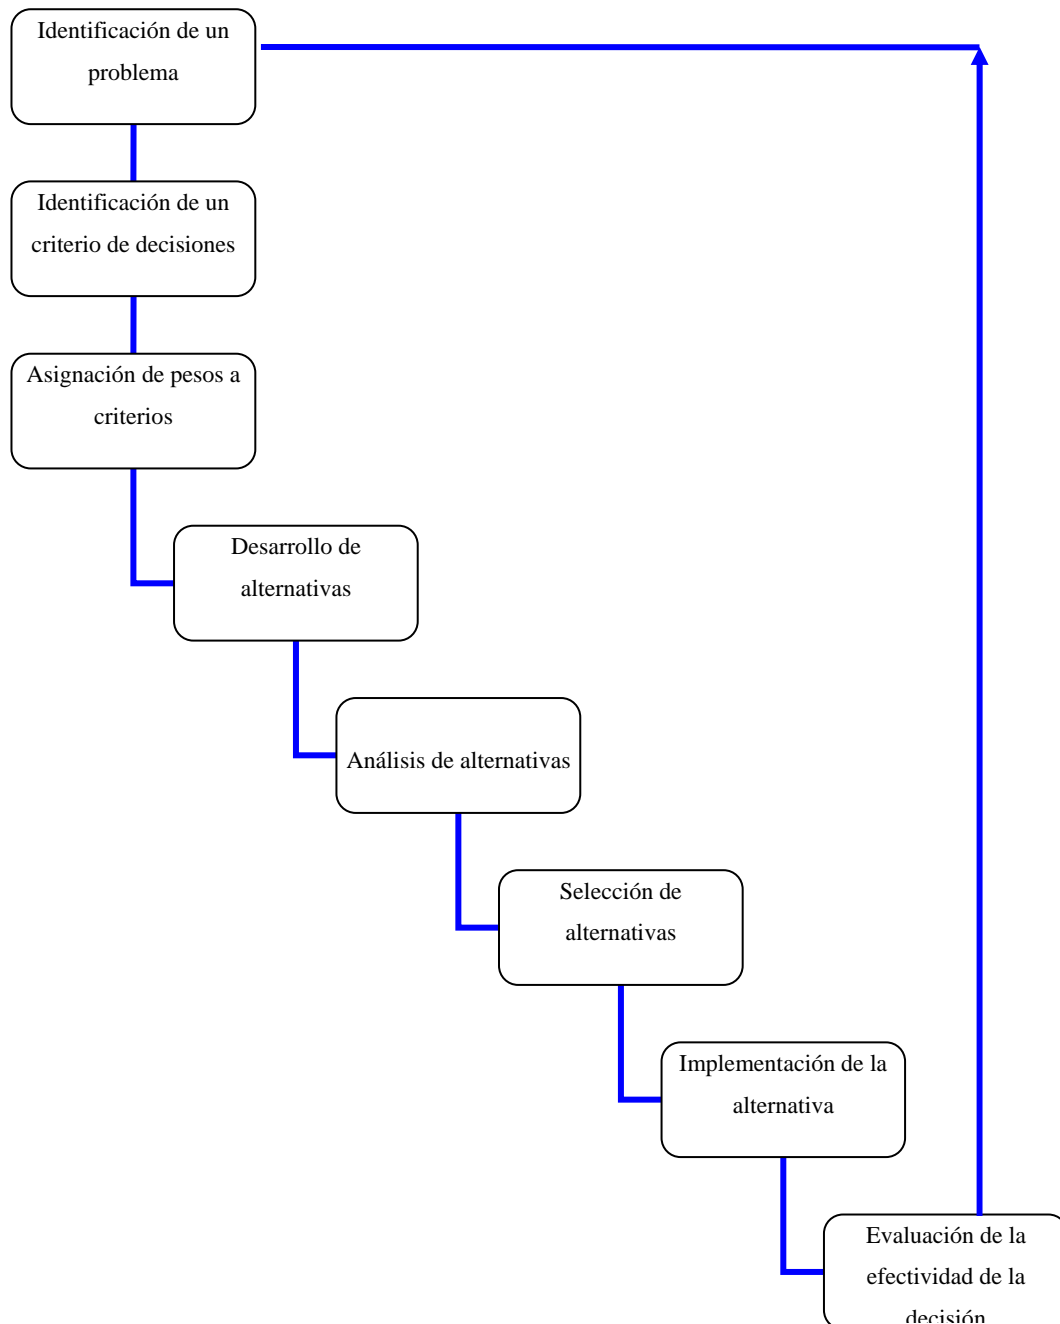 Identificación de un
problema
Identificación de un
criterio de decisiones
Asignación de pesos a
criterios
Desarrollo de
alternativas
Análisis de alternativas
Selección de
alternativas
Implementación de la
alternativa
Evaluación de la
efectividad de la
decisión